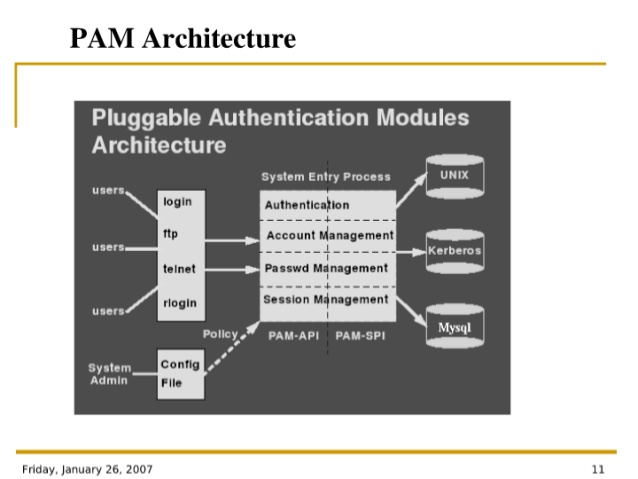 PAM Architecture
Pluggable Authentication Modules
Architecture
System Entry Process
users
users
users
login
ftp
telnet
rlogin
Authentication
Account Management
Passwd Management
Session Management
UNIX
Kerberos
Mysql
Policy
PAM-API
PAM-SPI
System
Admin
Config
File
Friday, January 26, 2007
11